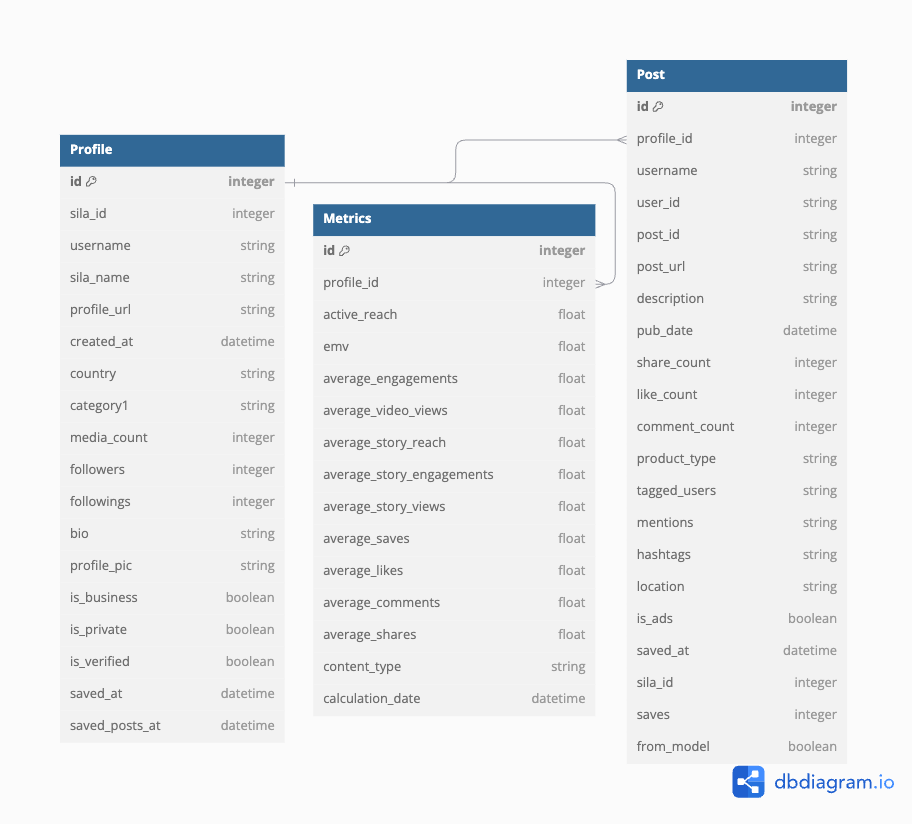 Profile
id integer
sila_id integer
username string
sila_name string
profile_url string
created_at datetime
country string
category1 string
media_count integer
followers integer
followings integer
bio string
profile_pic string
is_business boolean
is_private boolean
is_verified boolean
saved_at datetime
saved_posts_at datetime
Metrics
id integer
profile_id integer
active_reach float
emv float
average_engagements float
average_video_views float
average_story_reach float
average_story_engagements float
average_story_views float
average_saves float
average_likes float
average_comments float
average_shares float
content_type string
calculation_date datetime
Post
id integer
profile_id integer
username string
user_id string
post_id string
post_url string
description string
pub_date datetime
share_count integer
like_count integer
comment_count integer
product_type string
tagged_users string
mentions string
hashtags string
location string
is_ads boolean
saved_at datetime
sila_id integer
saves integer
from_model boolean
dbdiagram.io